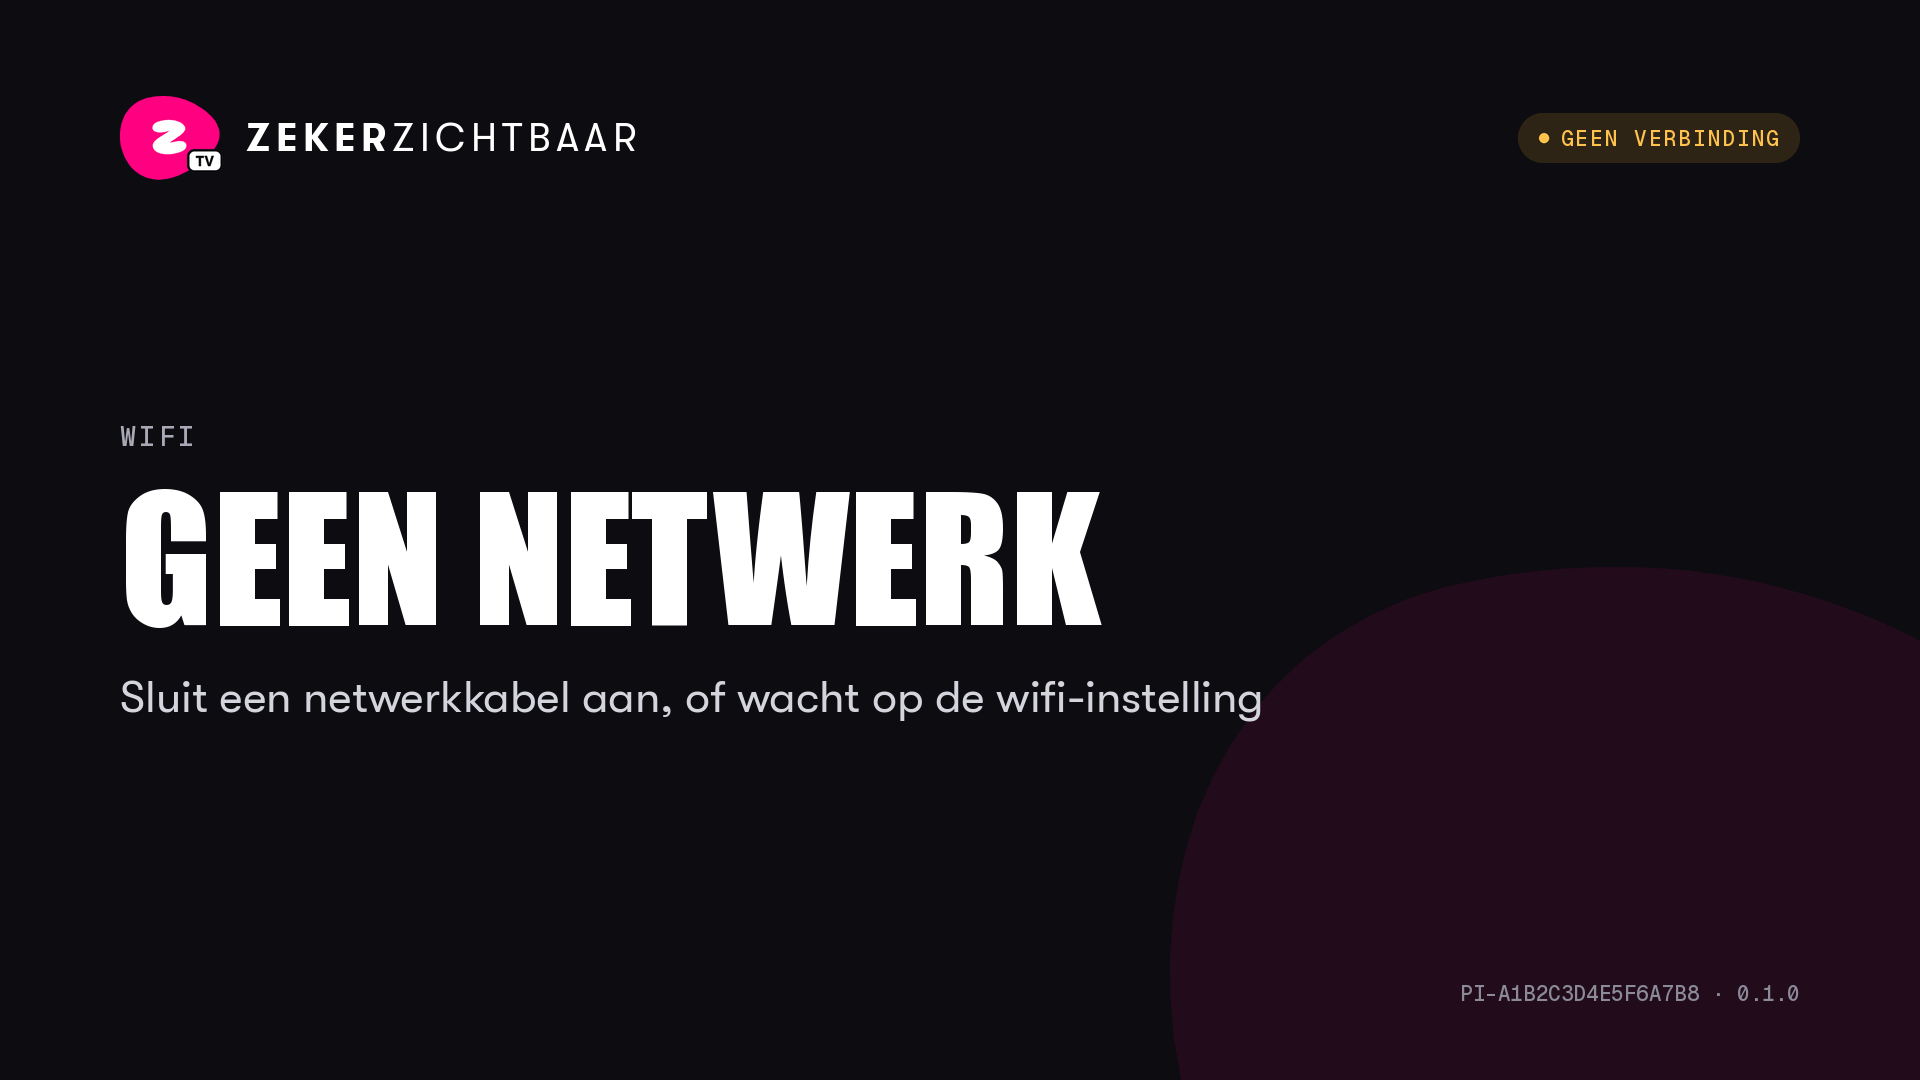 Z TV ZEKERZICHTBAAR
GEEN VERBINDING
WIFI
GEEN NETWERK
Sluit een netwerkkabel aan, of wacht op de wifi-instelling
PI-A1B2C3D4E5F6A7B8 · 0.1.0